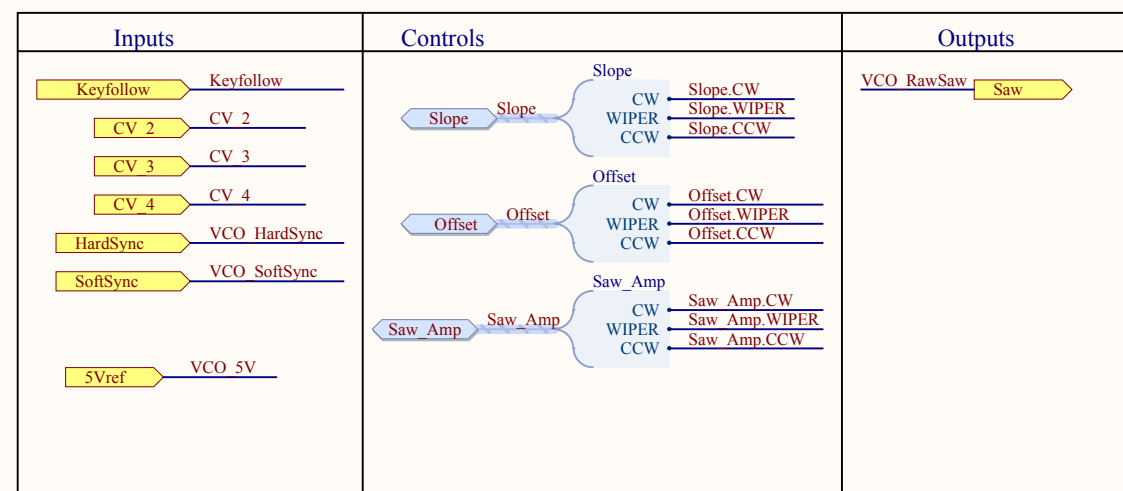 Inputs
Keyfollow Keyfollow
CV_2 CV_2
CV_3 CV_3
CV_4 CV_4
HardSync VCO_HardSync
SoftSync VCO_SoftSync
5Vref VCO_5V
Controls
Slope
Slope Slope
CW Slope.CW
WIPER Slope.WIPER
CCW Slope.CCW
Offset
Offset Offset
CW Offset.CW
WIPER Offset.WIPER
CCW Offset.CCW
Saw_Amp
Saw_Amp Saw_Amp
CW Saw_Amp.CW
WIPER Saw_Amp.WIPER
CCW Saw_Amp.CCW
Outputs
VCO_RawSaw Saw